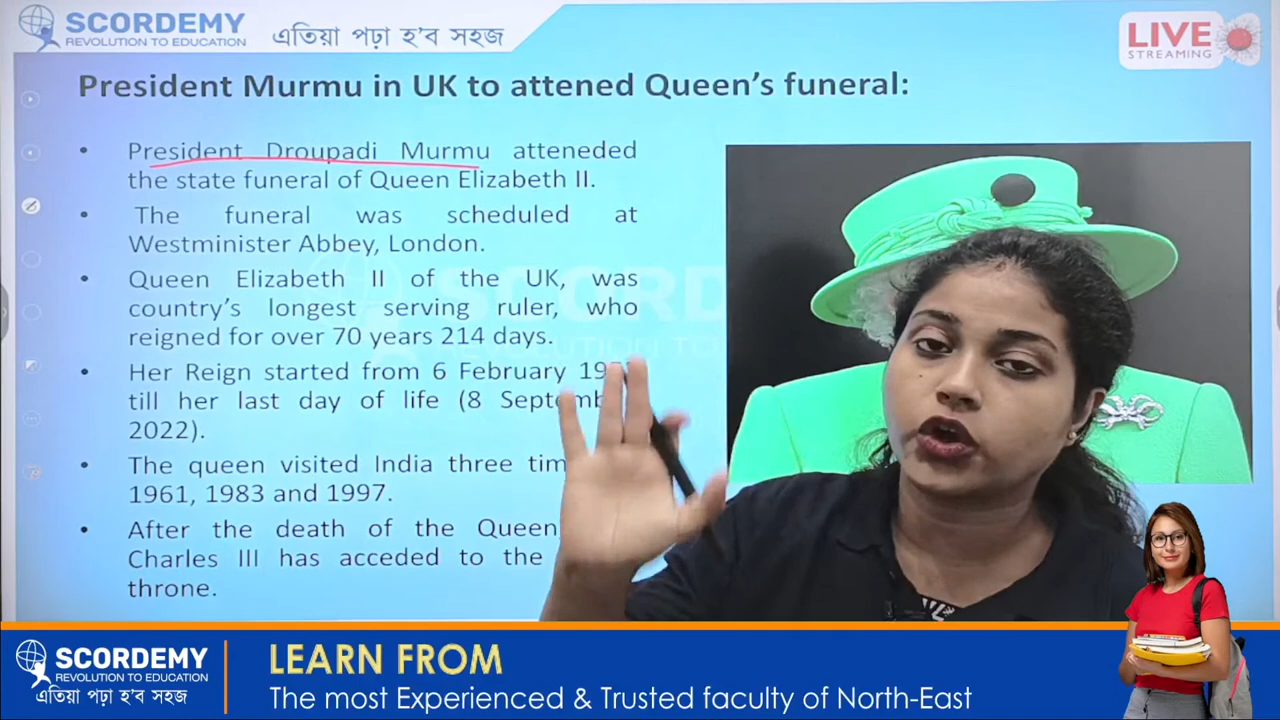 SCORDEMY
REVOLUTION TO EDUCATION
এতিয়া পঢ়া হ'ব সহজ
LIVE
STREAMING
President Murmu in UK to attened Queen's funeral:
• President Droupadi Murmu atteneded
the state funeral of Queen Elizabeth II.
• The funeral was scheduled at
Westminister Abbey, London.
• Queen Elizabeth II of the UK, was
country's longest serving ruler, who
reigned for over 70 years 214 days.
• Her Reign started from 6 February
till her last day of life (8
2022).
• The queen visited India three
1961, 1983 and 1997.
• After the death of the Queen
Charles III has acceded to the
throne.
SCORDEMY
REVOLUTION TO EDUCATION
এতিয়া পঢ়া হ'ব সহজ
LEARN FROM
The most Experienced & Trusted faculty of North-East